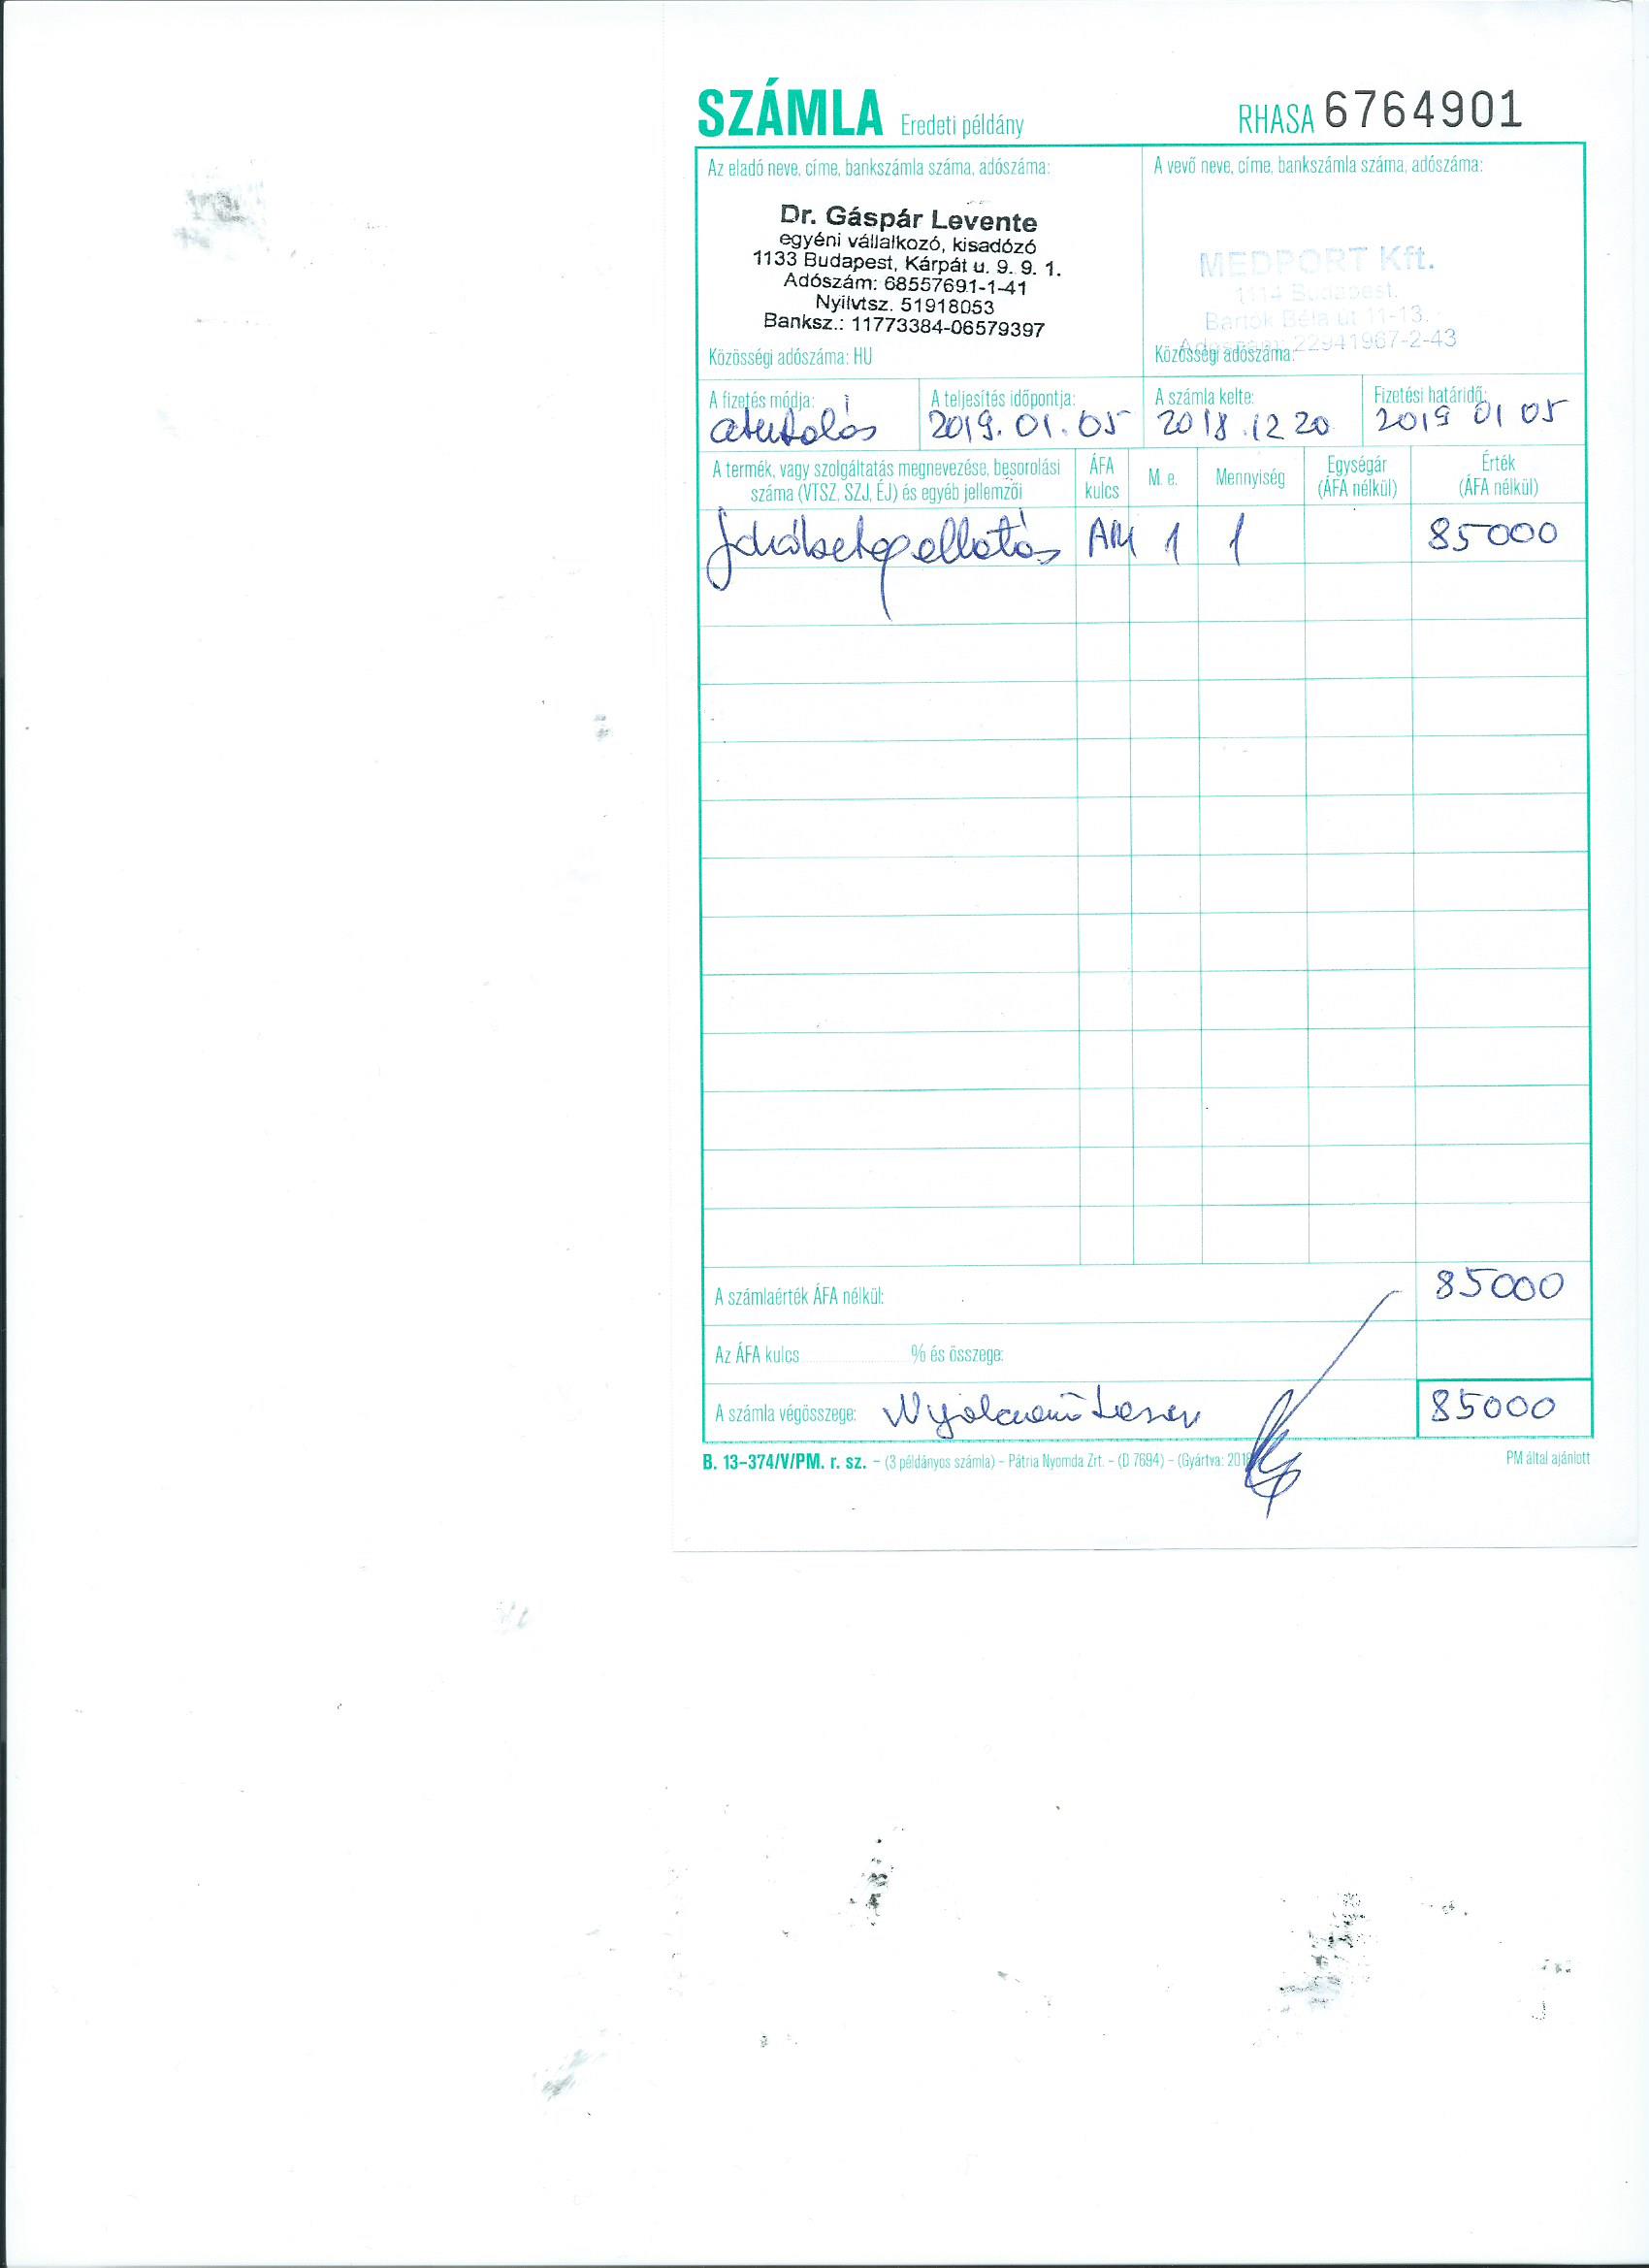 SZÁMLA Eredeti példány
RHASA 6764901
Az eladó neve, címe, bankszámla száma, adószáma:
Dr. Gáspár Levente
egyéni vállalkozó, kisadózó
1133 Budapest, Kárpát u. 9. 9. 1.
Adószám: 68557691-1-41
Nyilvtsz. 51918053
Banksz.: 11773384-06579397
Közösségi adószáma: HU
A vevő neve, címe, bankszámla száma, adószáma:
MEDPORT Kft.
1114 Budapest,
Bartók Béla út 11-13.
Adószám: 22941967-2-43
Közösségi adószáma:
A fizetés módja:
átutalás
A teljesítés időpontja:
2019. 01. 05
A számla kelte:
2018. 12 20
Fizetési határidő:
2019 01 05
A termék, vagy szolgáltatás megnevezése, besorolási
száma (VTSZ, SZJ, ÉJ) és egyéb jellemzői
ÁFA
kulcs
M. e.
Mennyiség
Egységár
(ÁFA nélkül)
Érték
(ÁFA nélkül)
Járóbetegellátás AM 1 1 85000
A számlaérték ÁFA nélkül: 85000
Az ÁFA kulcs % és összege:
A számla végösszege: 85000
B. 13-374/V/PM. r. sz. – (3 példányos számla) – Pátria Nyomda Zrt. – (D 7694) – (Gyártva: 201
PM által ajánlott